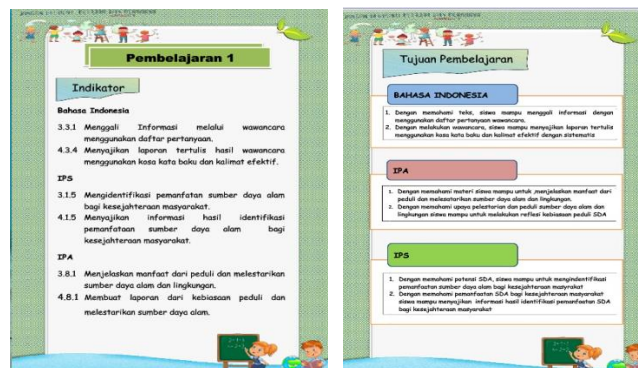 Pembelajaran 1
Indikator
Bahasa Indonesia
3.3.1 Menggali Informasi melalui wawancara
menggunakan daftar pertanyaan.
4.3.4 Menyajikan laporan tertulis hasil wawancara
menggunakan kosa kata baku dan kalimat efektif.
IPS
3.1.5 Mengidentifikasi pemanfatan sumber daya alam
bagi kesejahteraan masyarakat.
4.1.5 Menyajikan informasi hasil identifikasi
pemanfataan sumber daya alam bagi
kesejahteraan masyarakat.
IPA
3.8.1 Menjelaskan manfaat dari peduli dan melestarikan
sumber daya alam dan lingkungan.
4.8.1 Membuat laporan dari kebiasaan peduli dan
melestarikan sumber daya alam.
Tujuan Pembelajaran
BAHASA INDONESIA
1. Dengan memahami teks, siswa mampu menggali informasi dengan
menggunakan daftar pertanyaan wawancara.
2. Dengan melakukan wawancara, siswa mampu menyajikan laporan tertulis
menggunakan kosa kata baku dan kalimat efektif dengan sistematis
IPA
1. Dengan memahami materi siswa mampu untuk ,menjelaskan manfaat dari
peduli dan melesatarikan sumber daya alam dan lingkungan.
2. Dengan memahami upaya pelestarian dan peduli sumber daya alam dan
lingkungan siswa mampu untuk melakukan refleksi kebiasaan peduli SDA
IPS
1. Dengan memahami potensi SDA, siswa mampu untuk mengindentifikasi
pemanfaatan sumber daya alam bagi kesejahteraan masyarakat
2. Dengan memahami pemanfaatan SDA bagi kesejahteraan masyarakat
siswa mampu menyajikan informasi hasil identifikasi pemanfaatan SDA
bagi kesejahteraan masyarakat